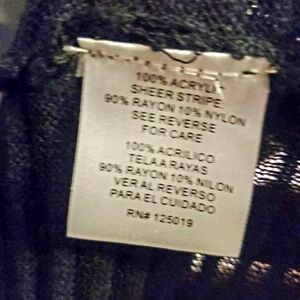 100% ACRYLIC
SHEER STRIPE:
90% RAYON 10% NYLON
SEE REVERSE
FOR CARE
100% ACRILICO
TELA A RAYAS
90% RAYON 10% NILON
VER AL REVERSO
PARA EL CUIDADO
RN# 125019